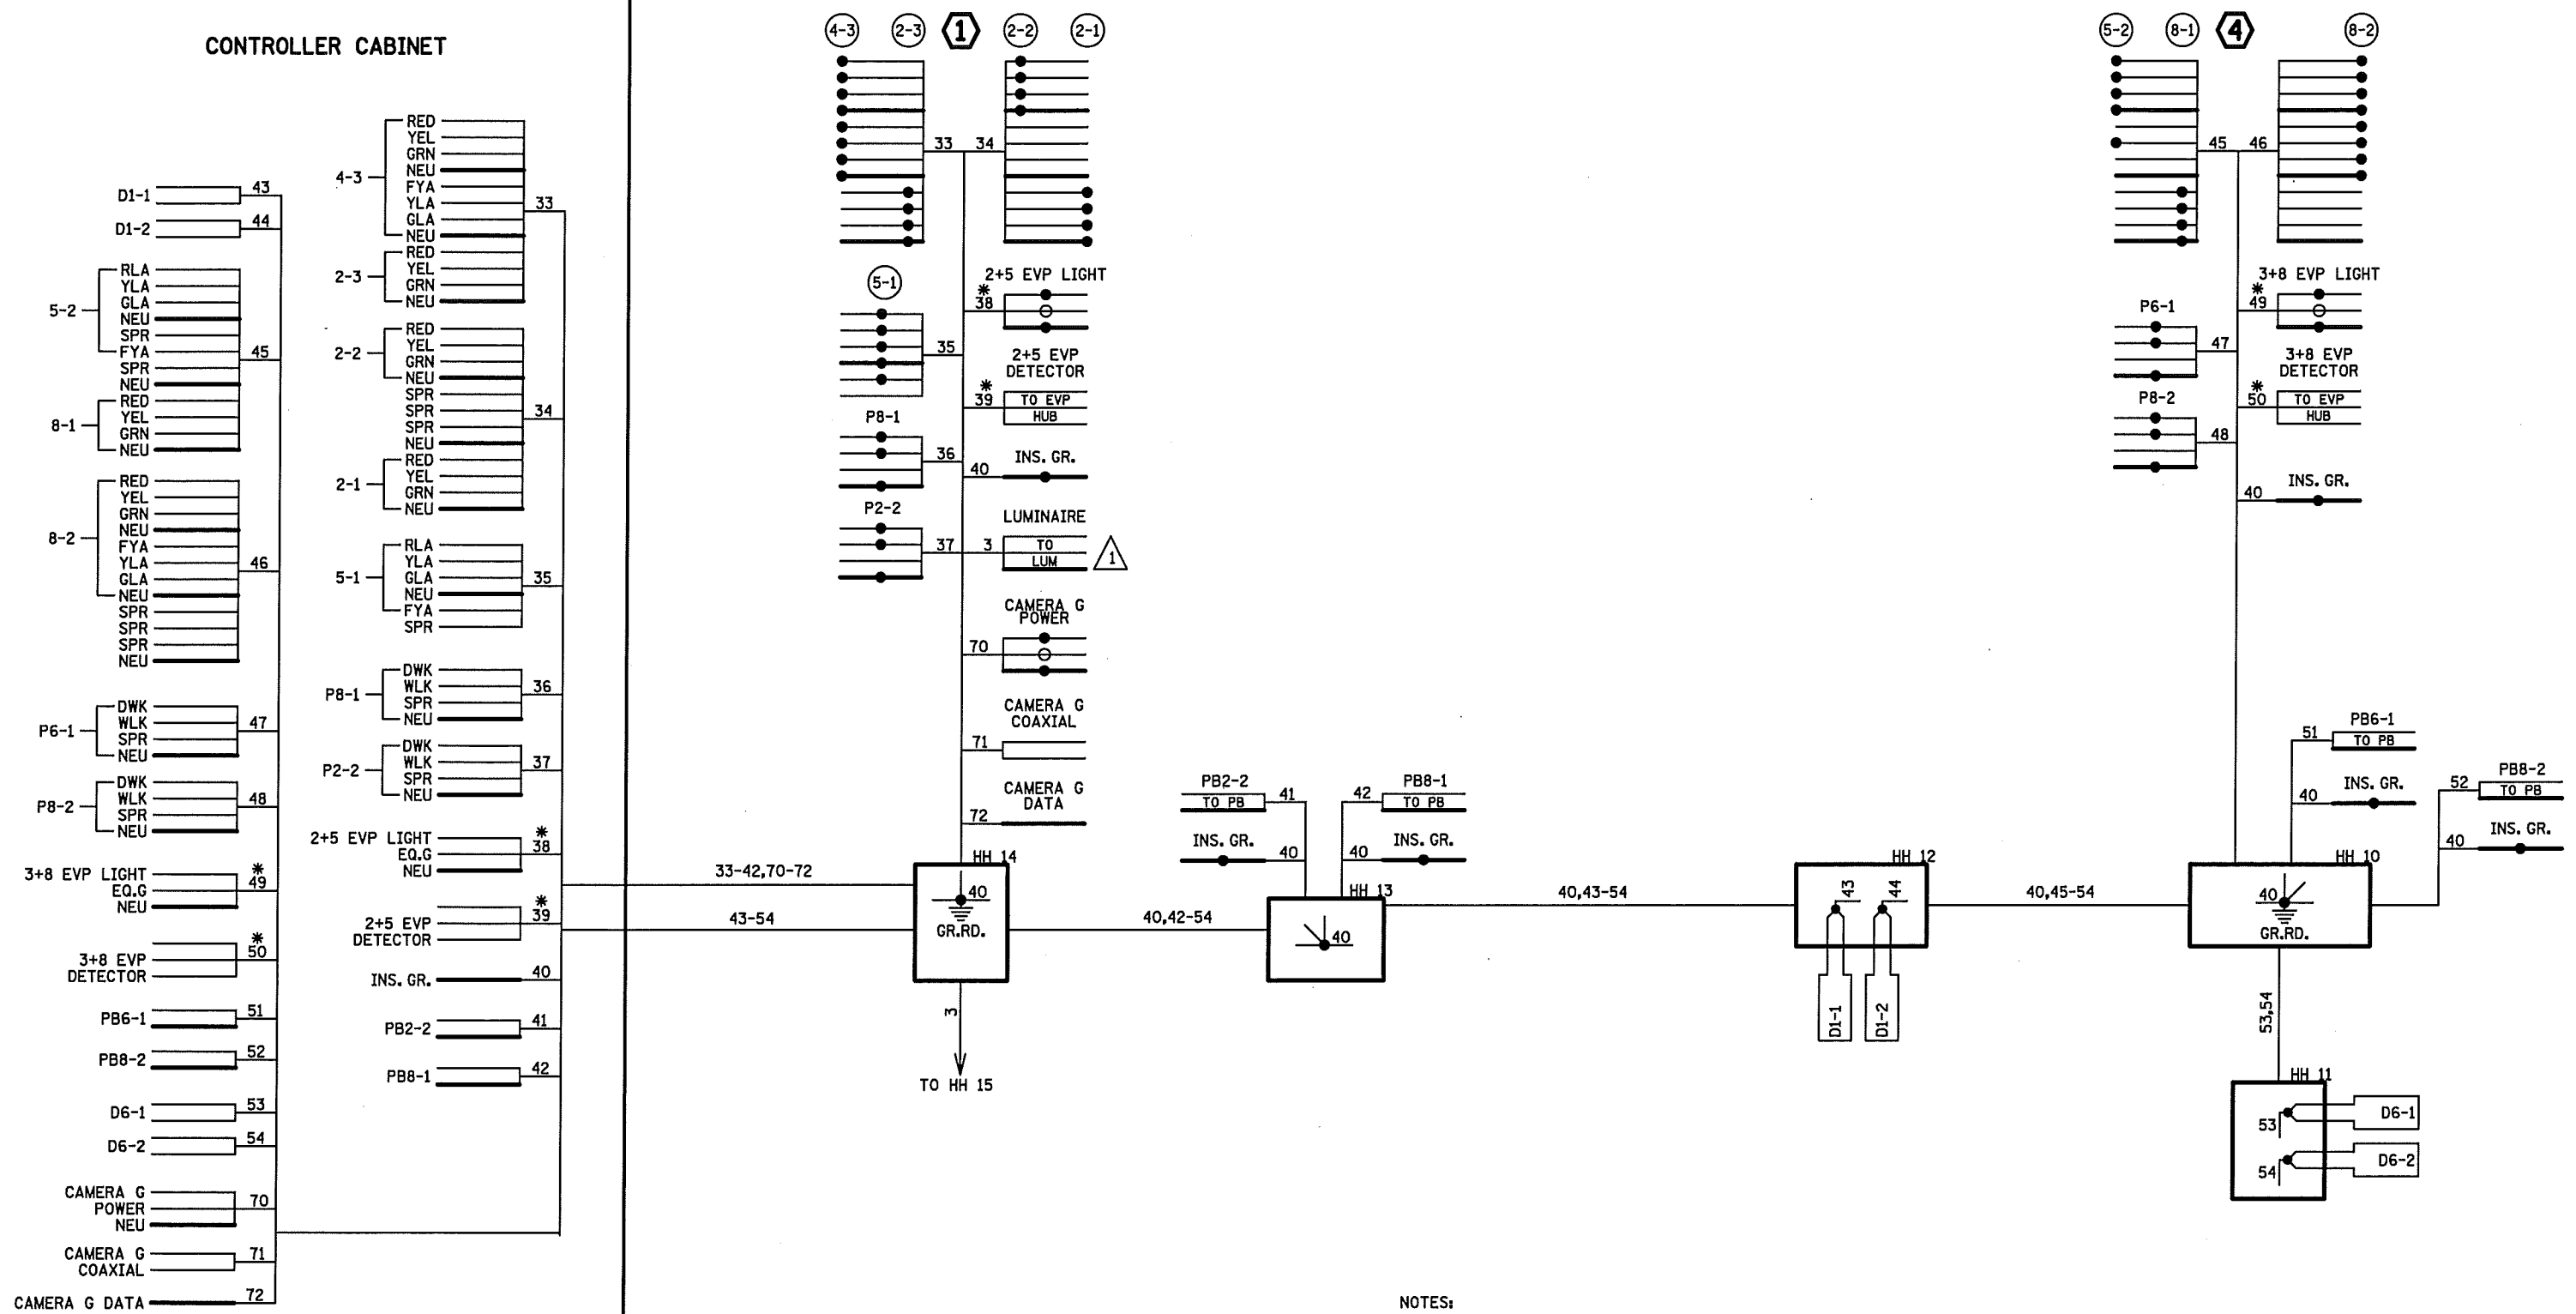 CONTROLLER CABINET
D1-1
43
D1-2
44
5-2
RLA
YLA
GLA
NEU
SPR
FYA
SPR
NEU
45
8-1
RED
YEL
GRN
NEU
8-2
RED
YEL
GRN
NEU
FYA
YLA
GLA
NEU
SPR
SPR
SPR
NEU
46
P6-1
DWK
WLK
SPR
NEU
47
P8-2
DWK
WLK
SPR
NEU
48
3+8 EVP LIGHT
EQ.G
NEU
*
49
3+8 EVP
DETECTOR
*
50
PB6-1
51
PB8-2
52
D6-1
53
D6-2
54
CAMERA G
POWER
NEU
70
CAMERA G
COAXIAL
71
CAMERA G DATA
72
4-3
RED
YEL
GRN
NEU
FYA
YLA
GLA
NEU
33
2-3
RED
YEL
GRN
NEU
2-2
RED
YEL
GRN
NEU
SPR
SPR
SPR
NEU
34
2-1
RED
YEL
GRN
NEU
5-1
RLA
YLA
GLA
NEU
FYA
SPR
35
P8-1
DWK
WLK
SPR
NEU
36
P2-2
DWK
WLK
SPR
NEU
37
2+5 EVP LIGHT
EQ.G
NEU
*
38
2+5 EVP
DETECTOR
*
39
INS. GR.
40
PB2-2
41
PB8-1
42
33-42,70-72
43-54
4-3
2-3
1
2-2
2-1
33
34
5-1
35
2+5 EVP LIGHT
*
38
2+5 EVP
DETECTOR
*
39
TO EVP
HUB
P8-1
36
INS. GR.
40
P2-2
37
LUMINAIRE
3
TO
LUM
1
CAMERA G
POWER
70
CAMERA G
COAXIAL
71
CAMERA G
DATA
72
HH 14
40
GR.RD.
3
TO HH 15
40,42-54
PB2-2
TO PB
41
INS. GR.
40
PB8-1
42
TO PB
INS. GR.
40
HH 13
40
40,43-54
HH 12
43
44
D1-1
D1-2
40,45-54
5-2
8-1
4
8-2
45
46
3+8 EVP LIGHT
*
49
P6-1
47
3+8 EVP
DETECTOR
*
50
TO EVP
HUB
P8-2
48
INS. GR.
40
PB6-1
51
TO PB
INS. GR.
40
PB8-2
52
TO PB
INS. GR.
40
HH 10
40
GR.RD.
53,54
HH 11
53
D6-1
54
D6-2
NOTES: